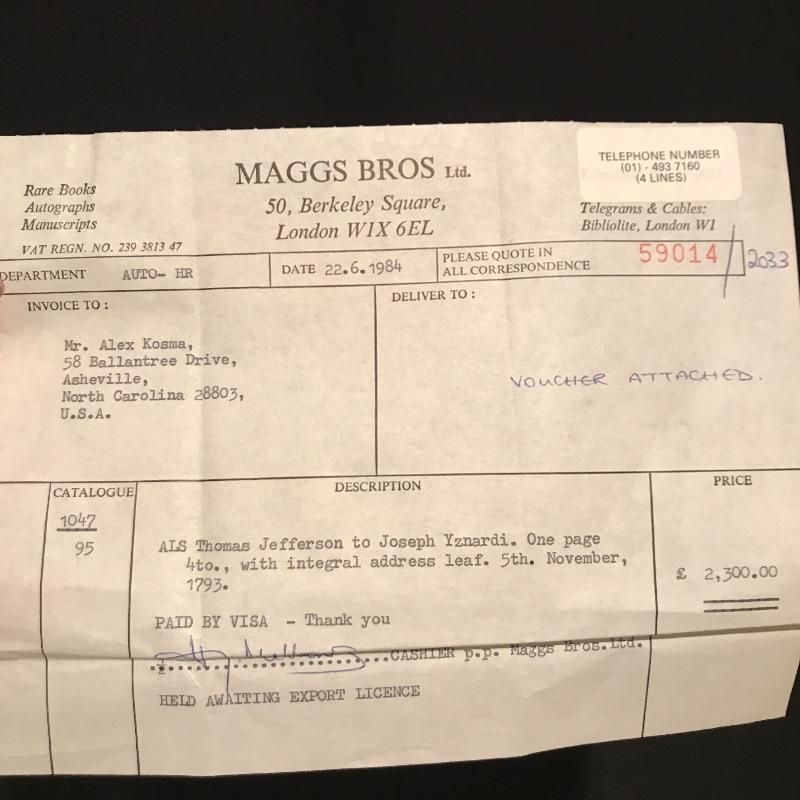 MAGGS BROS Ltd.
50, Berkeley Square,
London W1X 6EL
Rare Books
Autographs
Manuscripts
VAT REGN. NO. 239 3813 47
TELEPHONE NUMBER
(01) - 493 7160
(4 LINES)
Telegrams & Cables:
Bibliolite, London W1
DEPARTMENT AUTO- HR
DATE 22.6.1984
PLEASE QUOTE IN
ALL CORRESPONDENCE
59014/2033
INVOICE TO :
Mr. Alex Kosma,
58 Ballantree Drive,
Asheville,
North Carolina 28803,
U.S.A.
DELIVER TO :
VOUCHER ATTACHED.
CATALOGUE DESCRIPTION PRICE
1047
95
ALS Thomas Jefferson to Joseph Yznardi. One page
4to., with integral address leaf. 5th. November,
1793.
£ 2,300.00
PAID BY VISA - Thank you
CASHIER p.p. Maggs Bros.Ltd.
HELD AWAITING EXPORT LICENCE